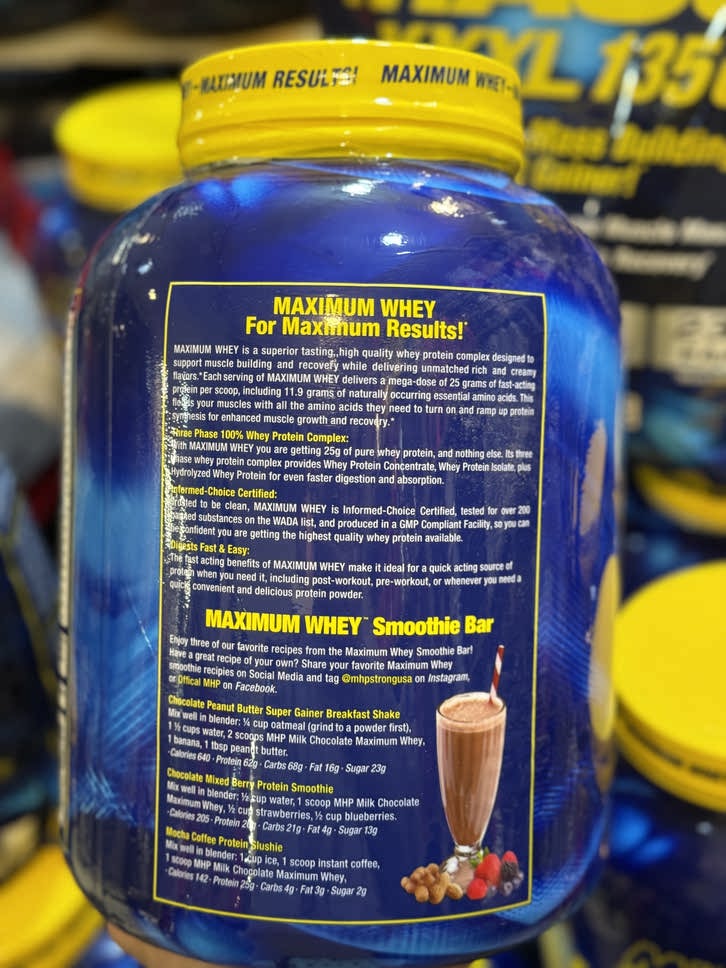 MAXIMUM RESULTS! MAXIMUM WHEY
XXXL 1350
Mass Building
Gainer!
Recovery
MAXIMUM WHEY
For Maximum Results!*
MAXIMUM WHEY is a superior tasting, high quality whey protein complex designed to
support muscle building and recovery while delivering unmatched rich and creamy
flavors.* Each serving of MAXIMUM WHEY delivers a mega-dose of 25 grams of fast-acting
protein per scoop, including 11.9 grams of naturally occurring essential amino acids. This
floods your muscles with all the amino acids they need to turn on and ramp up protein
synthesis for enhanced muscle growth and recovery.*
Three Phase 100% Whey Protein Complex:
With MAXIMUM WHEY you are getting 25g of pure whey protein, and nothing else. Its three
phase whey protein complex provides Whey Protein Concentrate, Whey Protein Isolate, plus
Hydrolyzed Whey Protein for even faster digestion and absorption.
Informed-Choice Certified:
Trusted to be clean, MAXIMUM WHEY is Informed-Choice Certified, tested for over 200
banned substances on the WADA list, and produced in a GMP Compliant Facility, so you can
be confident you are getting the highest quality whey protein available.
Digests Fast & Easy:
The fast acting benefits of MAXIMUM WHEY make it ideal for a quick acting source of
protein when you need it, including post-workout, pre-workout, or whenever you need a
quick, convenient and delicious protein powder.
MAXIMUM WHEY™ Smoothie Bar
Enjoy three of our favorite recipes from the Maximum Whey Smoothie Bar!
Have a great recipe of your own? Share your favorite Maximum Whey
smoothie recipies on Social Media and tag @mhpstrongusa on Instagram,
or Offical MHP on Facebook.
Chocolate Peanut Butter Super Gainer Breakfast Shake
Mix well in blender: ¼ cup oatmeal (grind to a powder first),
1 ½ cups water, 2 scoops MHP Milk Chocolate Maximum Whey,
1 banana, 1 tbsp peanut butter.
·Calories 640 · Protein 62g · Carbs 68g · Fat 16g · Sugar 23g
Chocolate Mixed Berry Protein Smoothie
Mix well in blender: ½ cup water, 1 scoop MHP Milk Chocolate
Maximum Whey, ½ cup strawberries, ½ cup blueberries.
·Calories 205 · Protein 26g · Carbs 21g · Fat 4g · Sugar 13g
Mocha Coffee Protein Slushie
Mix well in blender: 1 cup ice, 1 scoop instant coffee,
1 scoop MHP Milk Chocolate Maximum Whey,
·Calories 142 · Protein 25g · Carbs 4g · Fat 3g · Sugar 2g